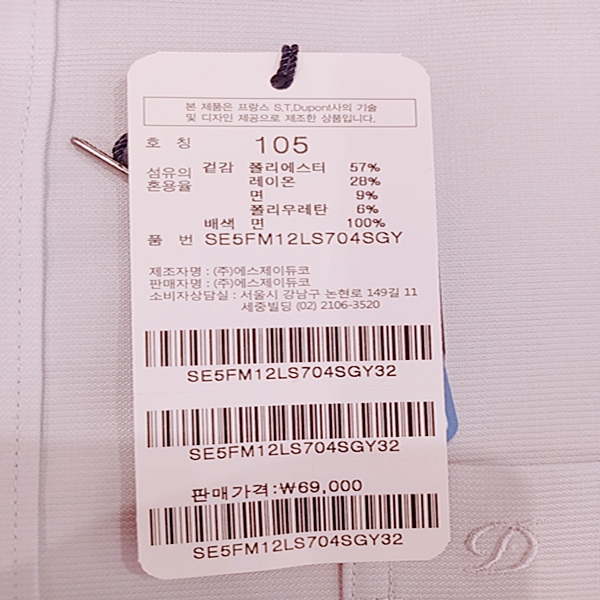 본 제품은 프랑스 S.T.Dupont사의 기술
및 디자인 제공으로 제조한 상품입니다.
호 칭 105
섬유의 혼용율 겉감 폴리에스터 57%
레이온 28%
면 9%
폴리우레탄 6%
배색 면 100%
품 번 SE5FM12LS704SGY
제조자명 : (주)에스제이듀코
판매자명 : (주)에스제이듀코
소비자상담실 : 서울시 강남구 논현로 149길 11
세중빌딩 (02) 2106-3520
SE5FM12LS704SGY32
SE5FM12LS704SGY32
판매가격:₩69,000
SE5FM12LS704SGY32
D